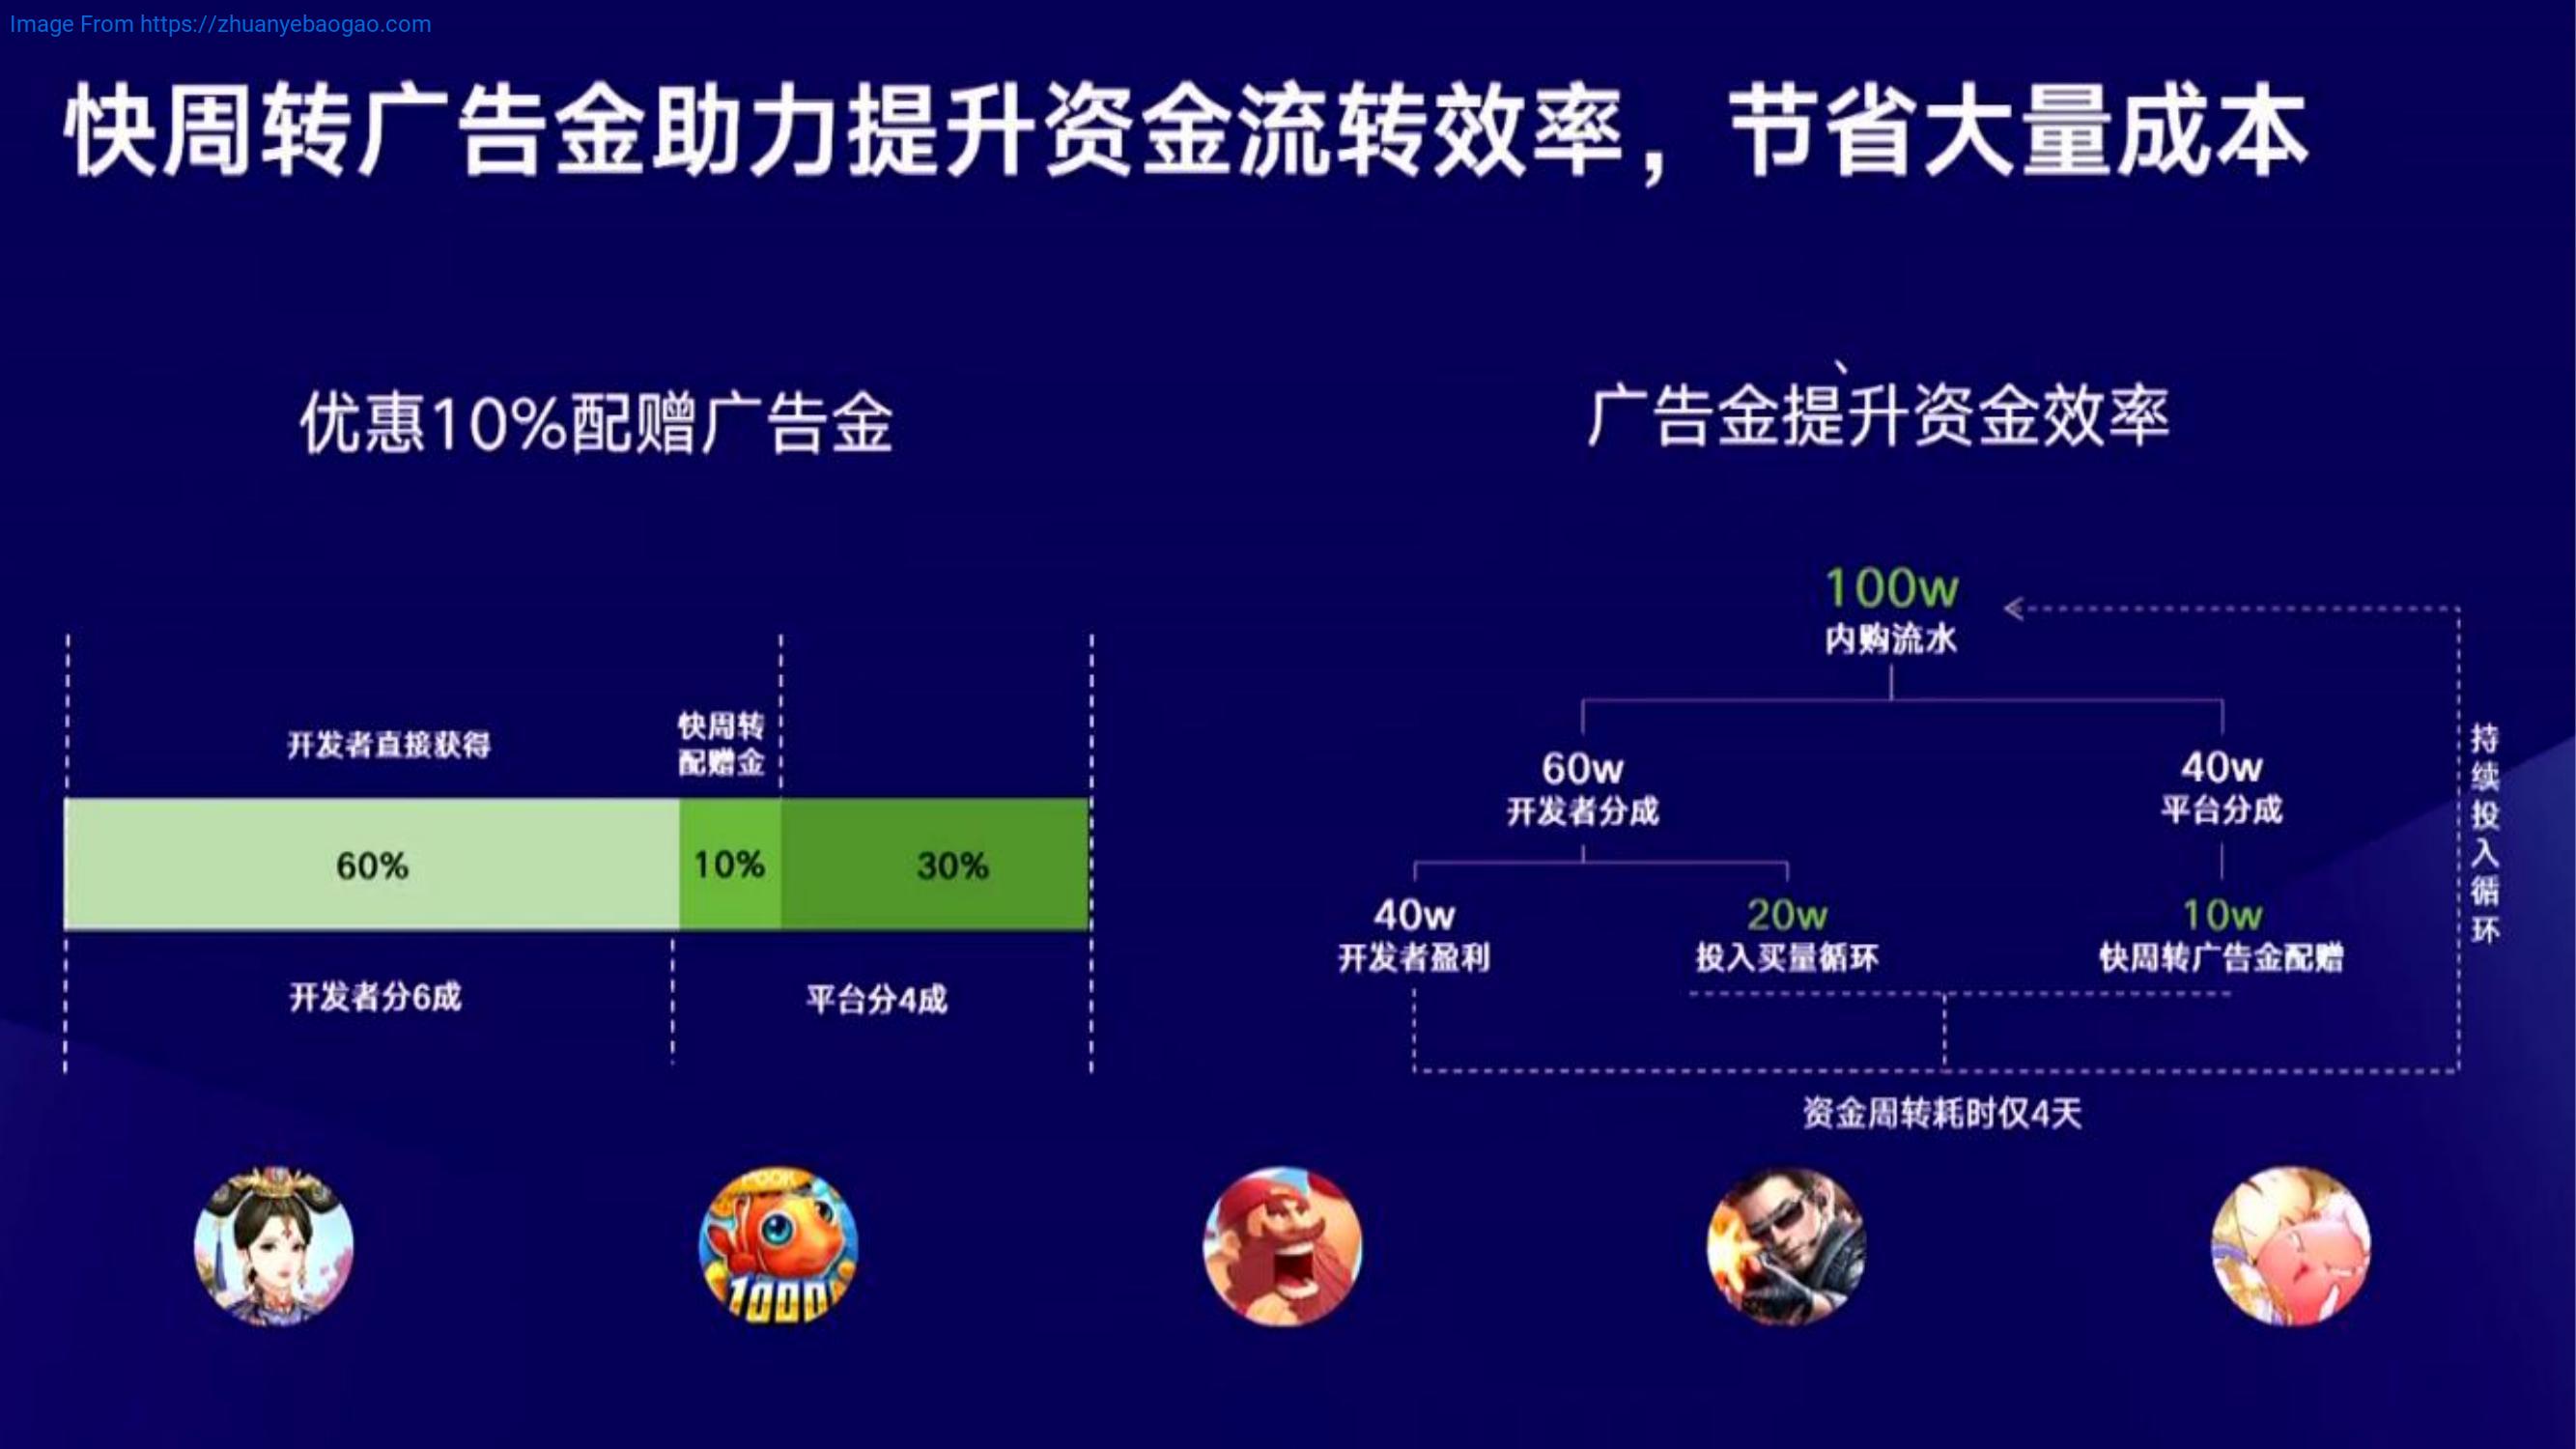 Image From https://zhuanyebaogao.com
快周转广告金助力提升资金流转效率，节省大量成本
优惠10%配赠广告金
开发者直接获得
快周转
配赠金
60%
10%
30%
开发者分6成
平台分4成
、
广告金提升资金效率
100w
内购流水
60w
开发者分成
40w
平台分成
40w
开发者盈利
20w
投入买量循环
10w
快周转广告金配赠
持续投入循环
资金周转耗时仅4天
1000